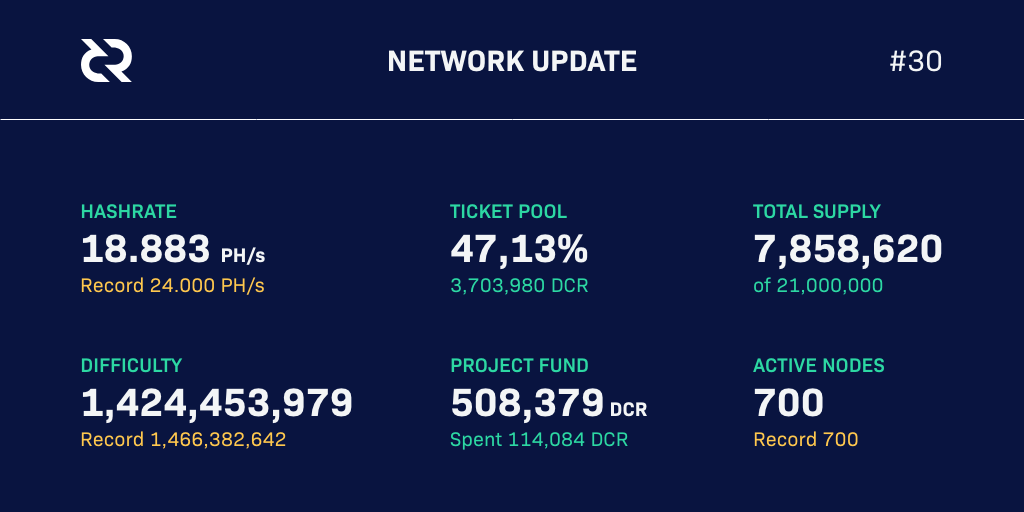 NETWORK UPDATE
#30
HASHRATE
18.883 PH/s
Record 24.000 PH/s
TICKET POOL
47,13%
3,703,980 DCR
TOTAL SUPPLY
7,858,620
of 21,000,000
DIFFICULTY
1,424,453,979
Record 1,466,382,642
PROJECT FUND
508,379 DCR
Spent 114,084 DCR
ACTIVE NODES
700
Record 700